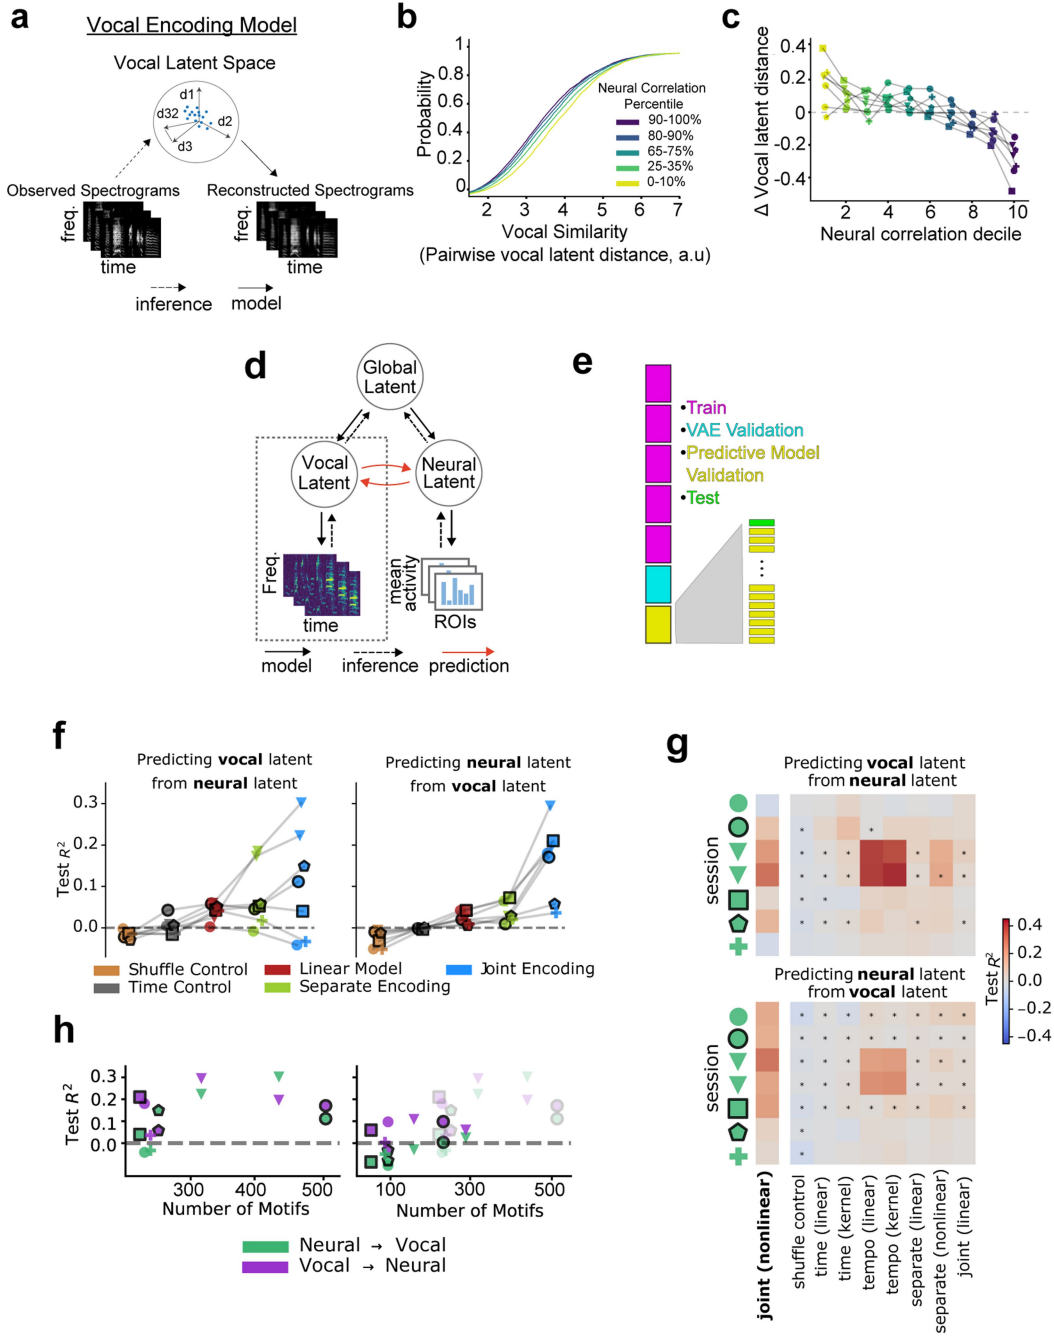 a
Vocal Encoding Model
Vocal Latent Space
d1
d32
d2
d3
Observed Spectrograms
Reconstructed Spectrograms
freq.
freq.
time
time
inference
model
b
Probability
1
0.8
0.6
0.4
0.2
0
Neural Correlation
Percentile
90-100%
80-90%
65-75%
25-35%
0-10%
2 3 4 5 6 7
Vocal Similarity
(Pairwise vocal latent distance, a.u)
c
Δ Vocal latent distance
0.4
0.2
0
-0.2
-0.4
2 4 6 8 10
Neural correlation decile
d
Global
Latent
Vocal
Latent
Neural
Latent
Freq.
time
mean
activity
ROIs
model
inference
prediction
e
•Train
•VAE Validation
•Predictive Model
Validation
•Test
f
Predicting vocal latent
from neural latent
Predicting neural latent
from vocal latent
Test R²
0.3
0.2
0.1
0.0
Shuffle Control
Time Control
Linear Model
Separate Encoding
Joint Encoding
g
Predicting vocal latent
from neural latent
session
Predicting neural latent
from vocal latent
session
Test R²
0.4
0.2
0.0
−0.2
−0.4
joint (nonlinear)
shuffle control
time (linear)
time (kernel)
tempo (linear)
tempo (kernel)
separate (linear)
separate (nonlinear)
joint (linear)
h
Test R²
0.3
0.2
0.1
0.0
300 400 500
Number of Motifs
100 300 500
Number of Motifs
Neural → Vocal
Vocal → Neural